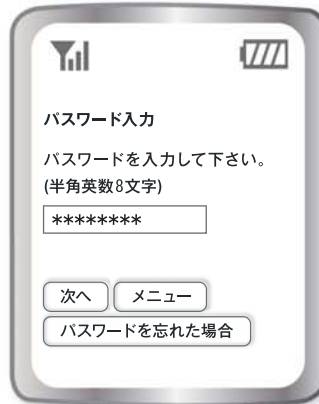 パスワード入力
パスワードを入力して下さい。
(半角英数8文字)
********
次へ メニュー
パスワードを忘れた場合